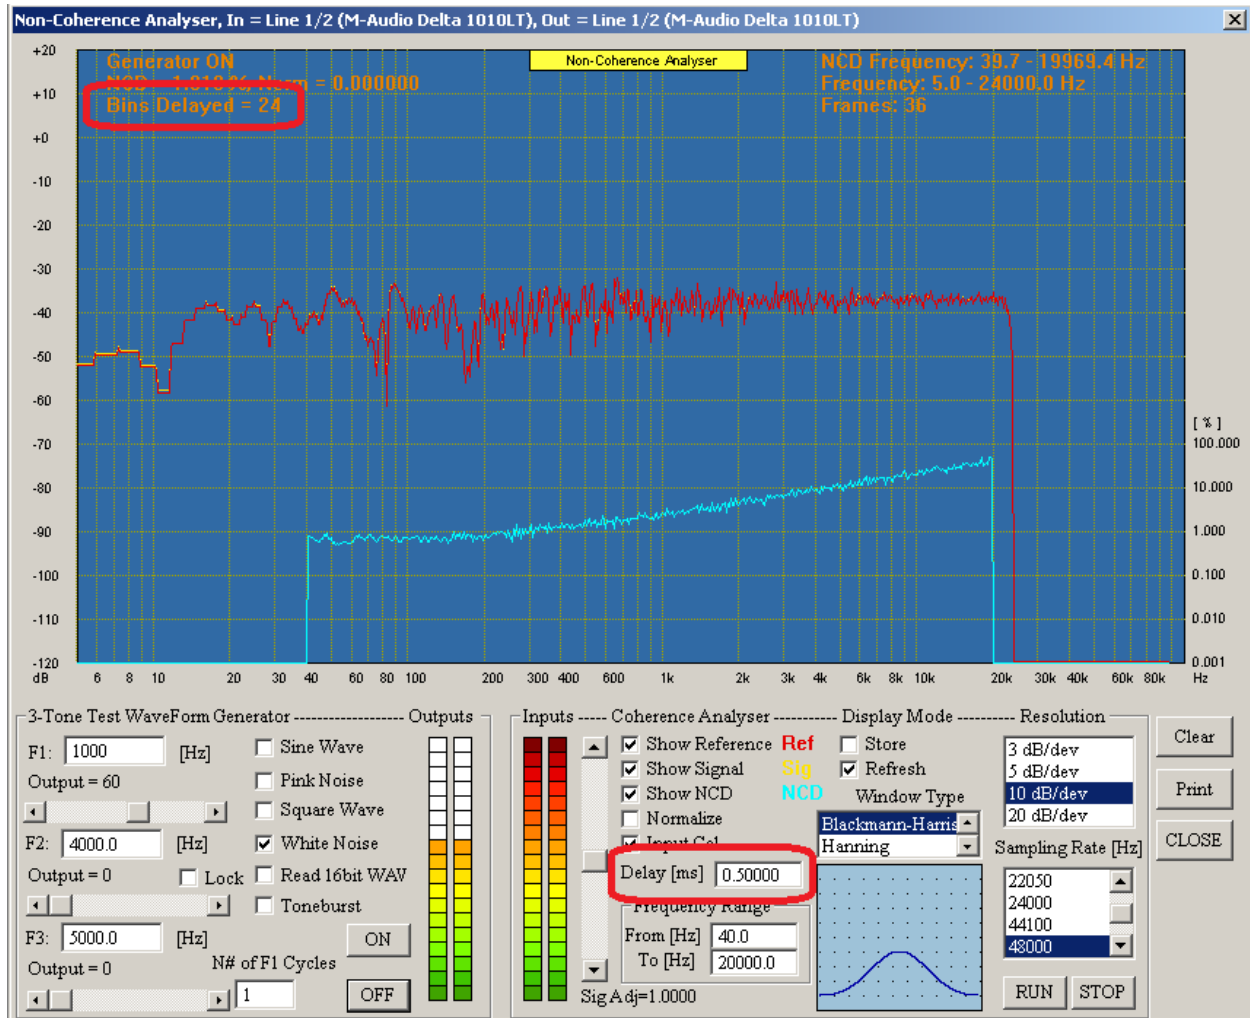 Non-Coherence Analyser, In = Line 1/2 (M-Audio Delta 1010LT), Out = Line 1/2 (M-Audio Delta 1010LT)
Generator ON
Norm = 0.000000
Bins Delayed = 24
Non-Coherence Analyser
NCD Frequency: 39.7 - 19969.4 Hz
Frequency: 5.0 - 24000.0 Hz
Frames: 36
+20
+10
+0
-10
-20
-30
-40
-50
-60
-70
-80
-90
-100
-110
-120
dB
[ % ]
100.000
10.000
1.000
0.100
0.010
0.001
6 8 10 20 30 40 60 80 100 200 300 400 600 1k 2k 3k 4k 6k 8k 10k 20k 30k 40k 60k 80k Hz
3-Tone Test WaveForm Generator ----------------- Outputs
F1: 1000 [Hz]
Output = 60
F2: 4000.0 [Hz]
Output = 0
F3: 5000.0 [Hz]
Output = 0
Sine Wave
Pink Noise
Square Wave
White Noise
Lock
Read 16bit WAV
Toneburst
N# of F1 Cycles
1
ON
OFF
Inputs ----- Coherence Analyser ----------- Display Mode ---------- Resolution
Show Reference Ref
Show Signal Sig
Show NCD NCD
Normalize
Input Cal
Delay [ms] 0.50000
Frequency Range
From [Hz] 40.0
To [Hz] 20000.0
Sig Adj=1.0000
Store
Refresh
Window Type
Blackmann-Harris
Hanning
3 dB/dev
5 dB/dev
10 dB/dev
20 dB/dev
Sampling Rate [Hz]
22050
24000
44100
48000
RUN
STOP
Clear
Print
CLOSE